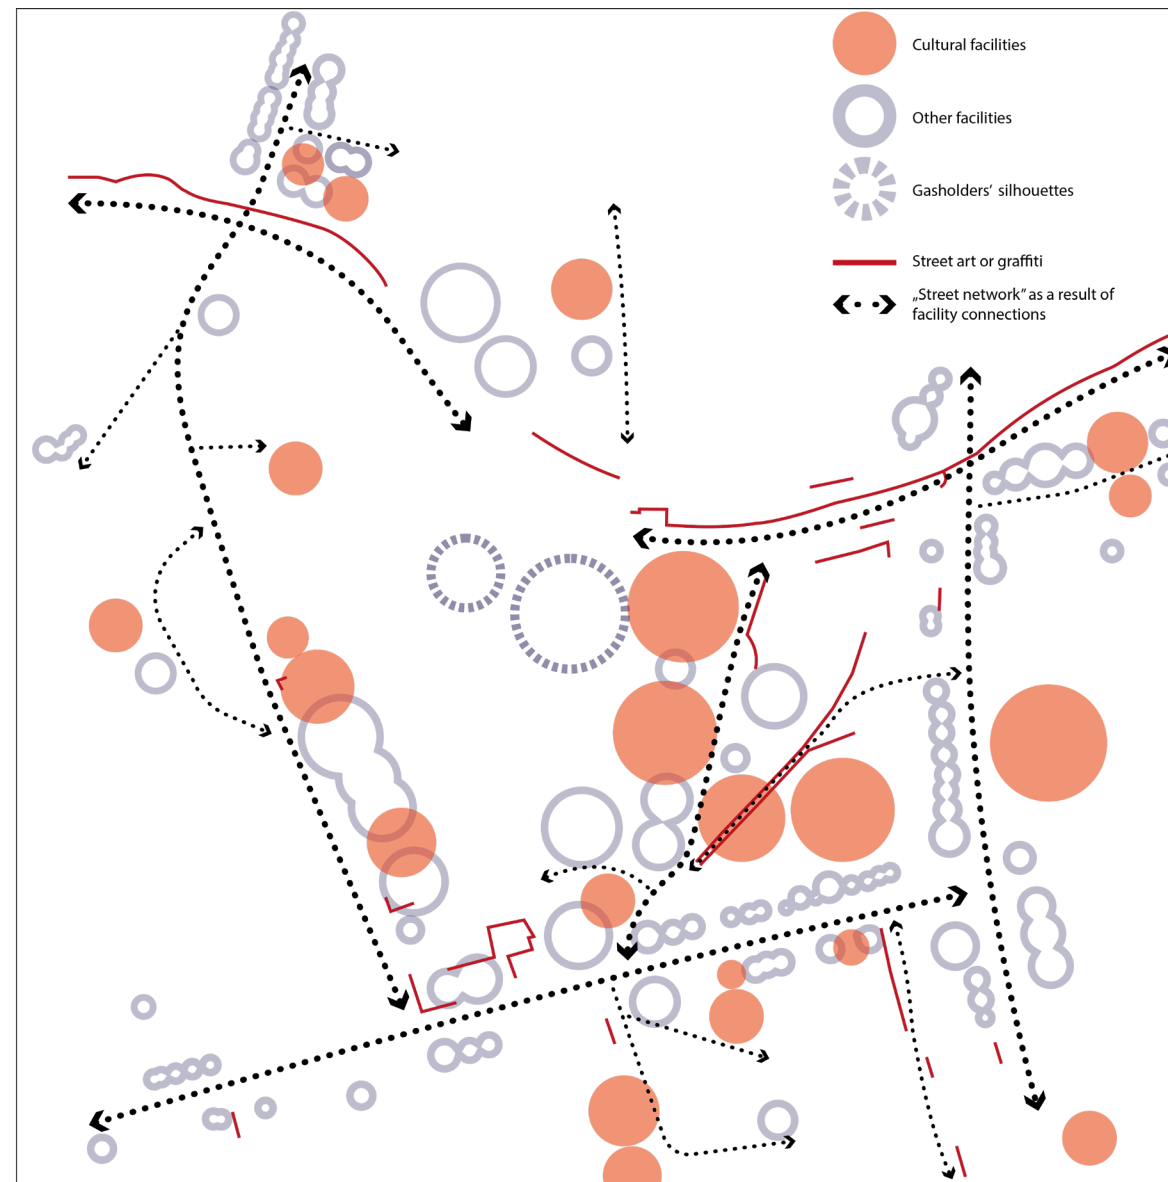 Cultural facilities
Other facilities
Gasholders’ silhouettes
Street art or graffiti
„Street network” as a result of
facility connections